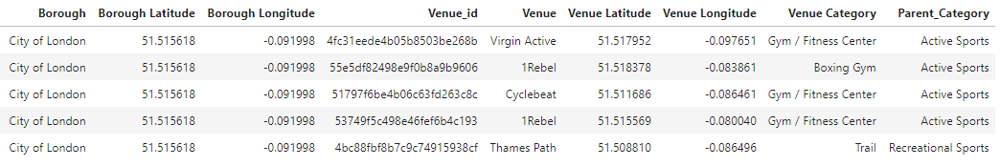 Borough Borough Latitude Borough Longitude Venue_id Venue Venue Latitude Venue Longitude Venue Category Parent_Category
City of London 51.515618 -0.091998 4fc31eede4b05b8503be268b Virgin Active 51.517952 -0.097651 Gym / Fitness Center Active Sports
City of London 51.515618 -0.091998 55e5df82498e9f0b8a9b9606 1Rebel 51.518378 -0.083861 Boxing Gym Active Sports
City of London 51.515618 -0.091998 51797f6be4b06c63fd263c8c Cyclebeat 51.511686 -0.086461 Gym / Fitness Center Active Sports
City of London 51.515618 -0.091998 53749f5c498e46fef6b4c193 1Rebel 51.515569 -0.080040 Gym / Fitness Center Active Sports
City of London 51.515618 -0.091998 4bc88fbf8b7c9c74915938cf Thames Path 51.508810 -0.086496 Trail Recreational Sports